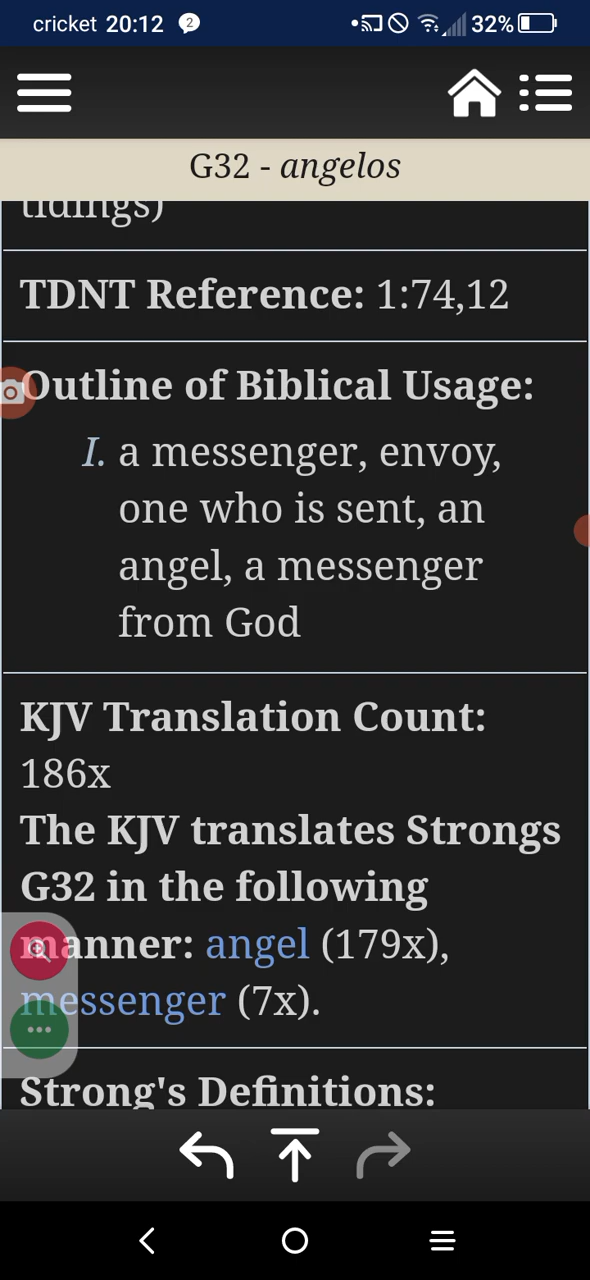 cricket 20:12 2 32%
G32 - angelos
tidings)
TDNT Reference: 1:74,12
Outline of Biblical Usage:
I. a messenger, envoy,
one who is sent, an
angel, a messenger
from God
KJV Translation Count:
186x
The KJV translates Strongs
G32 in the following
manner: angel (179x),
messenger (7x).
Strong's Definitions: